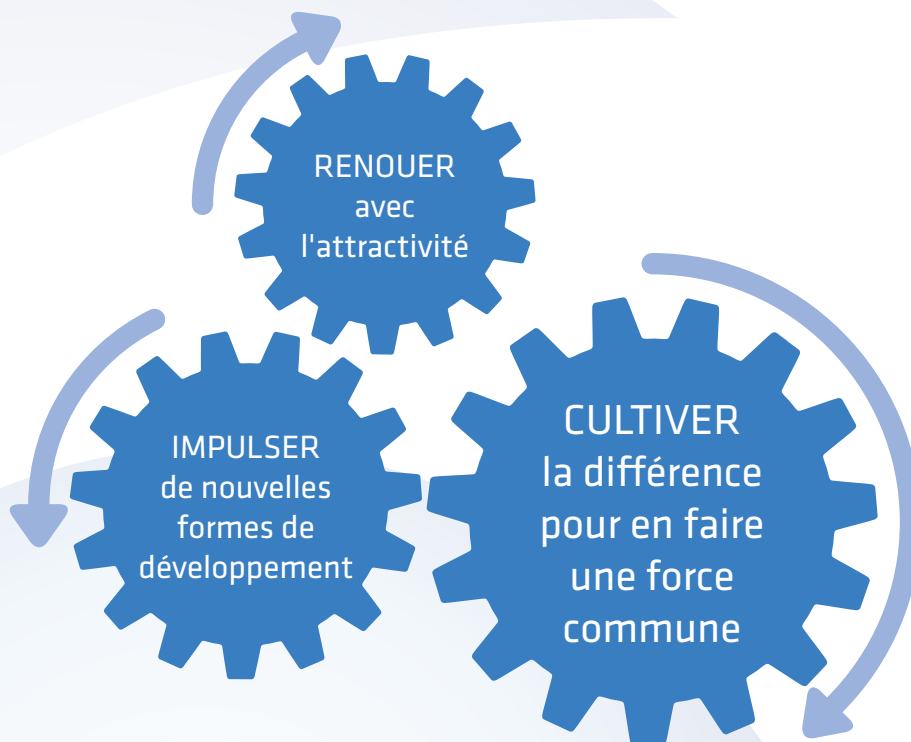 RENOUER
avec
l'attractivité
IMPULSER
de nouvelles
formes de
développement
CULTIVER
la différence
pour en faire
une force
commune